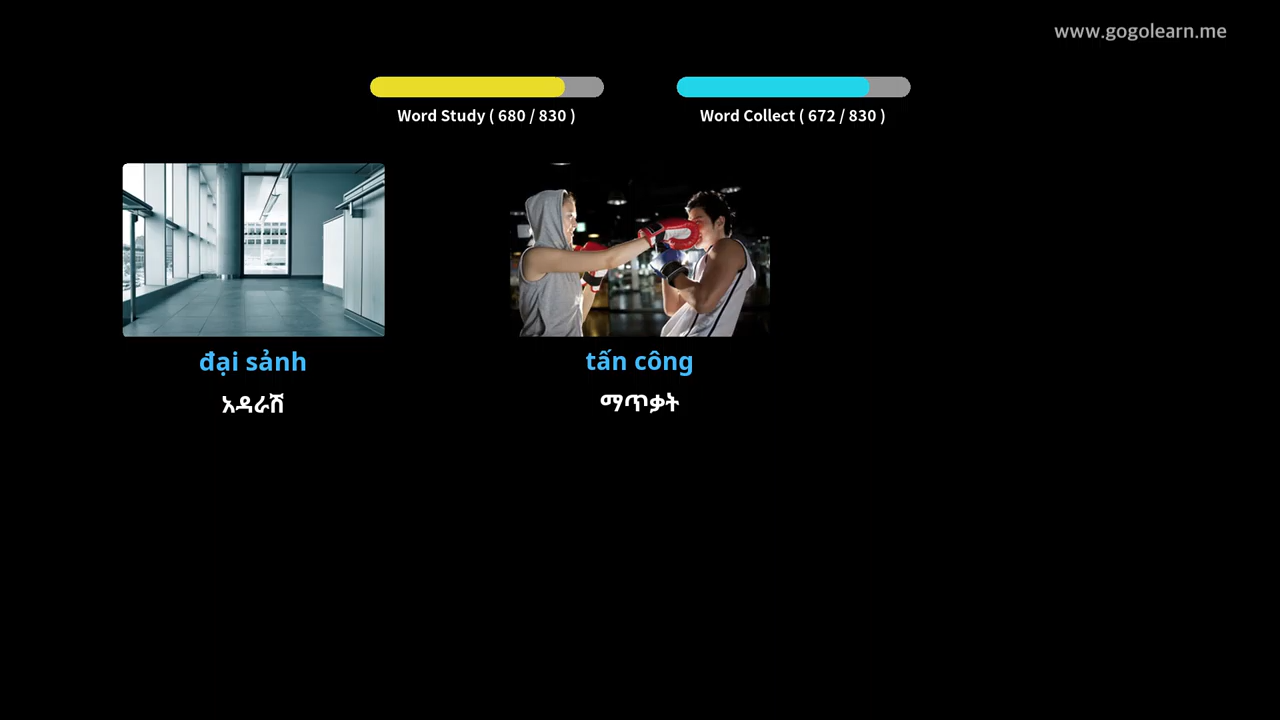 www.gogolearn.me
Word Study ( 680 / 830 )
Word Collect ( 672 / 830 )
đại sảnh
tấn công
አዳራሽ
ማጥቃት